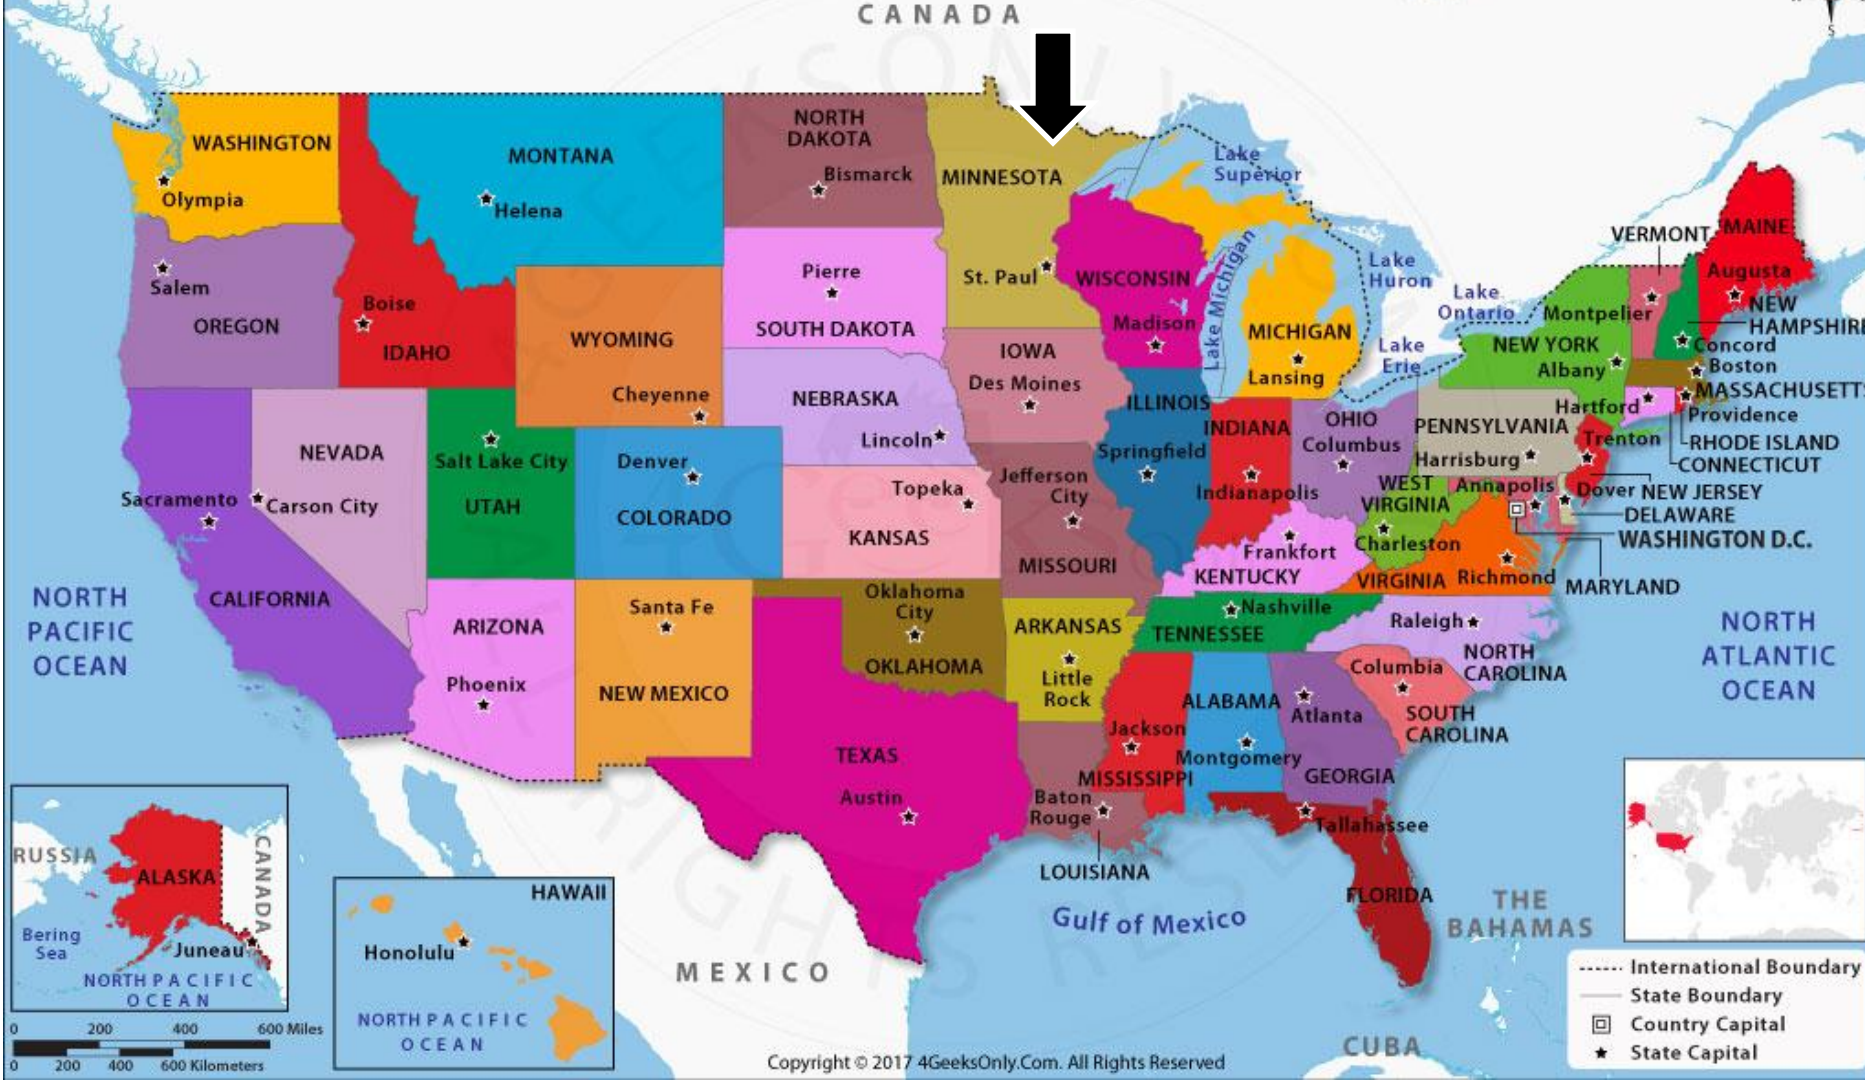 CANADA
S
WASHINGTON
Olympia
MONTANA
Helena
NORTH
DAKOTA
Bismarck
MINNESOTA
St. Paul
Lake
Superior
VERMONT
MAINE
Augusta
Salem
OREGON
Boise
IDAHO
WYOMING
Cheyenne
Pierre
SOUTH DAKOTA
WISCONSIN
Madison
Lake Michigan
MICHIGAN
Lansing
Lake
Huron
Lake
Ontario
Lake
Erie
Montpelier
NEW
HAMPSHIRE
Concord
NEW YORK
Albany
Boston
MASSACHUSETT
Hartford
Providence
RHODE ISLAND
CONNECTICUT
IOWA
Des Moines
NEBRASKA
Lincoln
ILLINOIS
Springfield
INDIANA
Indianapolis
OHIO
Columbus
PENNSYLVANIA
Harrisburg
Trenton
NEVADA
Carson City
Sacramento
CALIFORNIA
Salt Lake City
UTAH
Denver
COLORADO
Topeka
KANSAS
Jefferson
City
MISSOURI
WEST
VIRGINIA
Charleston
Annapolis
Dover
NEW JERSEY
DELAWARE
WASHINGTON D.C.
MARYLAND
Frankfort
KENTUCKY
VIRGINIA
Richmond
NORTH
PACIFIC
OCEAN
ARIZONA
Phoenix
Santa Fe
NEW MEXICO
Oklahoma
City
OKLAHOMA
ARKANSAS
Little
Rock
Nashville
TENNESSEE
Raleigh
NORTH
CAROLINA
NORTH
ATLANTIC
OCEAN
Columbia
SOUTH
CAROLINA
TEXAS
Austin
Jackson
MISSISSIPPI
ALABAMA
Montgomery
Atlanta
GEORGIA
Baton
Rouge
LOUISIANA
Tallahassee
FLORIDA
Gulf of Mexico
THE
BAHAMAS
MEXICO
CUBA
RUSSIA
ALASKA
CANADA
Bering
Sea
Juneau
NORTH PACIFIC
OCEAN
HAWAII
Honolulu
NORTH PACIFIC
OCEAN
0 200 400 600 Miles
0 200 400 600 Kilometers
International Boundary
State Boundary
Country Capital
State Capital
Copyright © 2017 4GeeksOnly.Com. All Rights Reserved